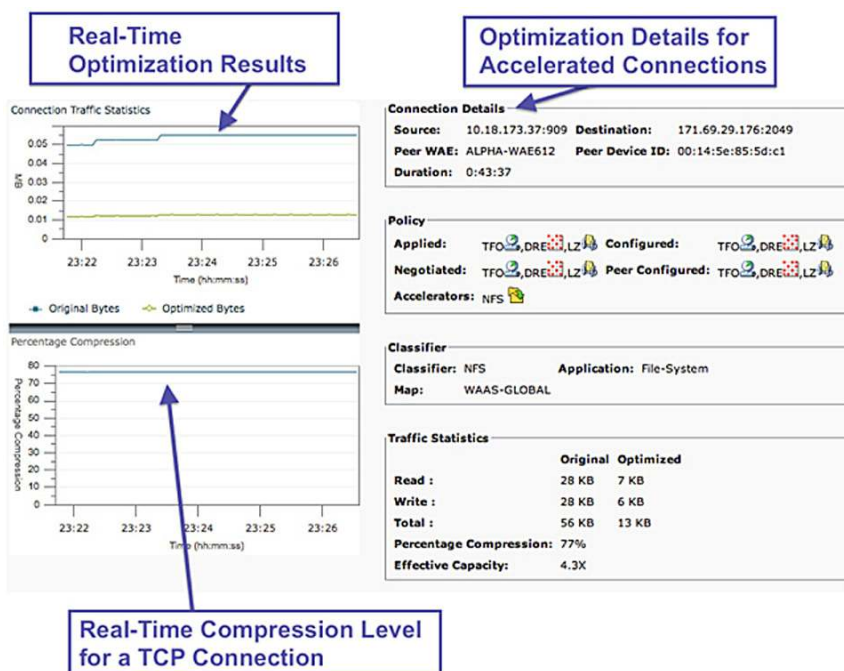 Real-Time
Optimization Results
Optimization Details for
Accelerated Connections
Connection Traffic Statistics
MB
0.05
0.04
0.03
0.02
0.01
0
23:22 23:23 23:24 23:25 23:26
Time (hh:mm:ss)
Original Bytes Optimized Bytes
Percentage Compression
Percentage Compression
80
70
60
50
40
30
20
10
0
23:22 23:23 23:24 23:25 23:26
Time (hh:mm:ss)
Real-Time Compression Level
for a TCP Connection
Connection Details
Source: 10.18.173.37:909 Destination: 171.69.29.176:2049
Peer WAE: ALPHA-WAE612 Peer Device ID: 00:14:5e:85:5d:c1
Duration: 0:43:37
Policy
Applied: TFO,DRE,LZ Configured: TFO,DRE,LZ
Negotiated: TFO,DRE,LZ Peer Configured: TFO,DRE,LZ
Accelerators: NFS
Classifier
Classifier: NFS Application: File-System
Map: WAAS-GLOBAL
Traffic Statistics
Original Optimized
Read : 28 KB 7 KB
Write : 28 KB 6 KB
Total : 56 KB 13 KB
Percentage Compression: 77%
Effective Capacity: 4.3X